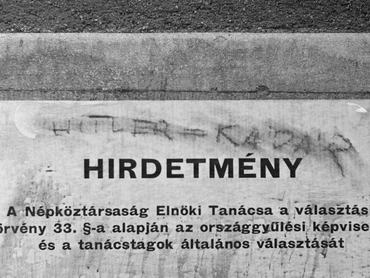 HITLER = KÁDÁR
HIRDETMÉNY
A Népköztársaság Elnöki Tanácsa a választás
örvény 33. §-a alapján az országgyűlési képvise
és a tanácstagok általános választását